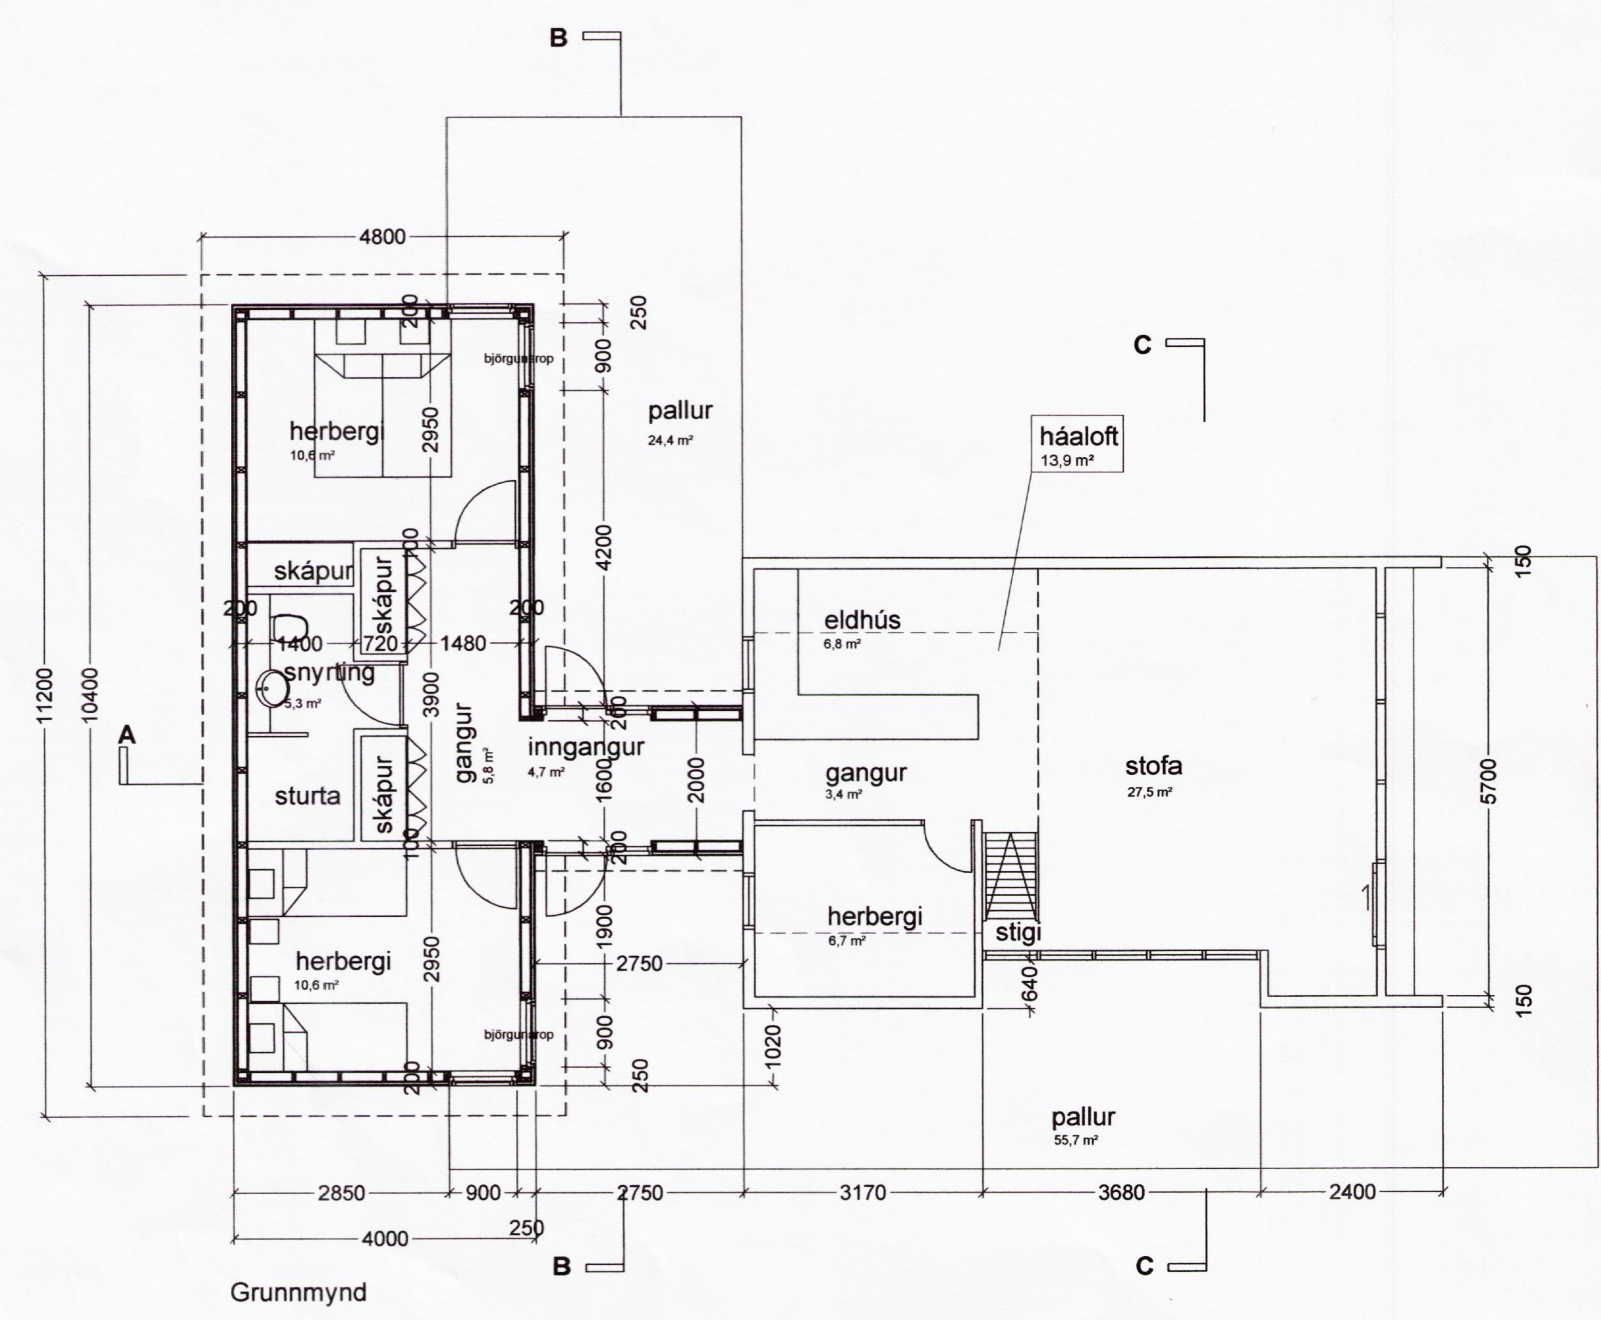 B
4800
200
250
björgunarop
900
C
pallur
24,4 m²
herbergi
10,6 m²
2950
háaloft
13,9 m²
100
4200
150
skápur
skápur
200
200
eldhús
6,8 m²
1400
720
1480
snyrting
5,3 m²
11200
10400
3900
200
A
gangur
5,8 m²
inngangur
4,7 m²
1600
2000
gangur
3,4 m²
stofa
27,5 m²
5700
sturta
skápur
100
200
herbergi
6,7 m²
1900
stigi
herbergi
10,6 m²
2950
2750
640
björgunarop
900
1020
150
200
250
pallur
55,7 m²
2850
900
2750
3170
3680
2400
250
4000
B
C
Grunnmynd